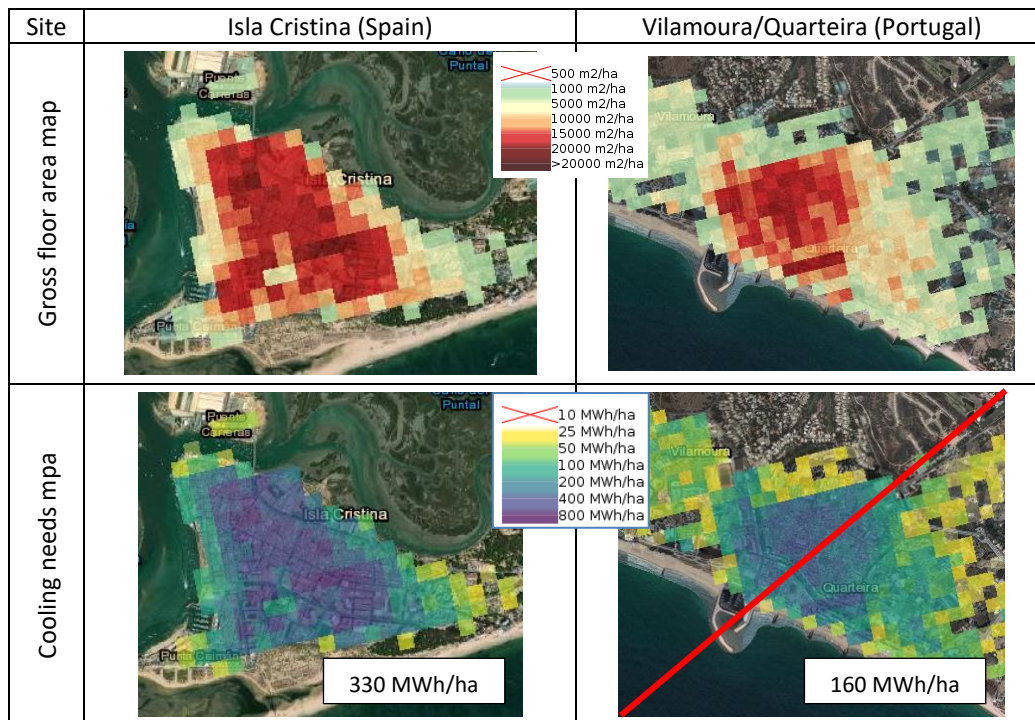 Site
Isla Cristina (Spain)
Vilamoura/Quarteira (Portugal)
Gross floor area map
Puntal
Puente
Carreras
Isla Cristina
Punta Caimán
500 m2/ha
1000 m2/ha
5000 m2/ha
10000 m2/ha
15000 m2/ha
20000 m2/ha
>20000 m2/ha
Vilamoura
Quarteira
Cooling needs mpa
Puntal
Puente
Carreras
Isla Cristina
Punta Caimán
330 MWh/ha
10 MWh/ha
25 MWh/ha
50 MWh/ha
100 MWh/ha
200 MWh/ha
400 MWh/ha
800 MWh/ha
Vilamoura
Quarteira
160 MWh/ha